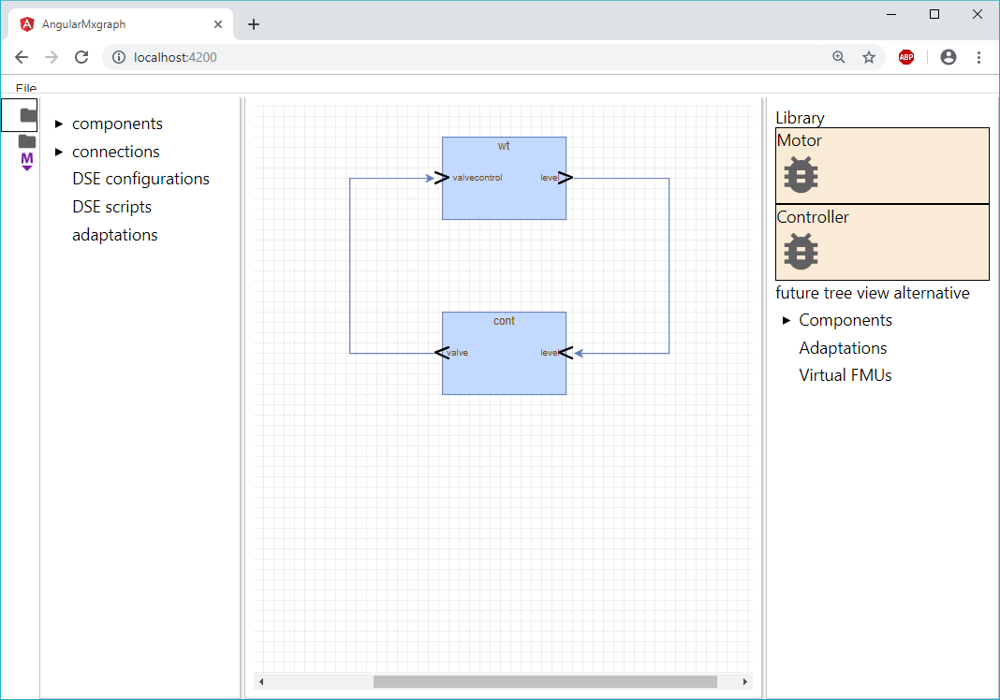 AngularMxgraph
localhost:4200
ABP
File
M
components
connections
DSE configurations
DSE scripts
adaptations
wt
valvecontrol
level
cont
valve
level
Library
Motor
Controller
future tree view alternative
Components
Adaptations
Virtual FMUs